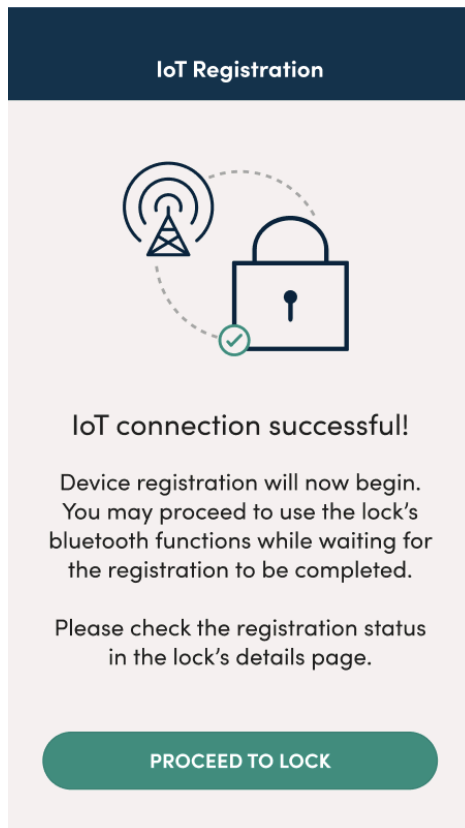 IoT Registration
IoT connection successful!
Device registration will now begin.
You may proceed to use the lock’s
bluetooth functions while waiting for
the registration to be completed.
Please check the registration status
in the lock’s details page.
PROCEED TO LOCK